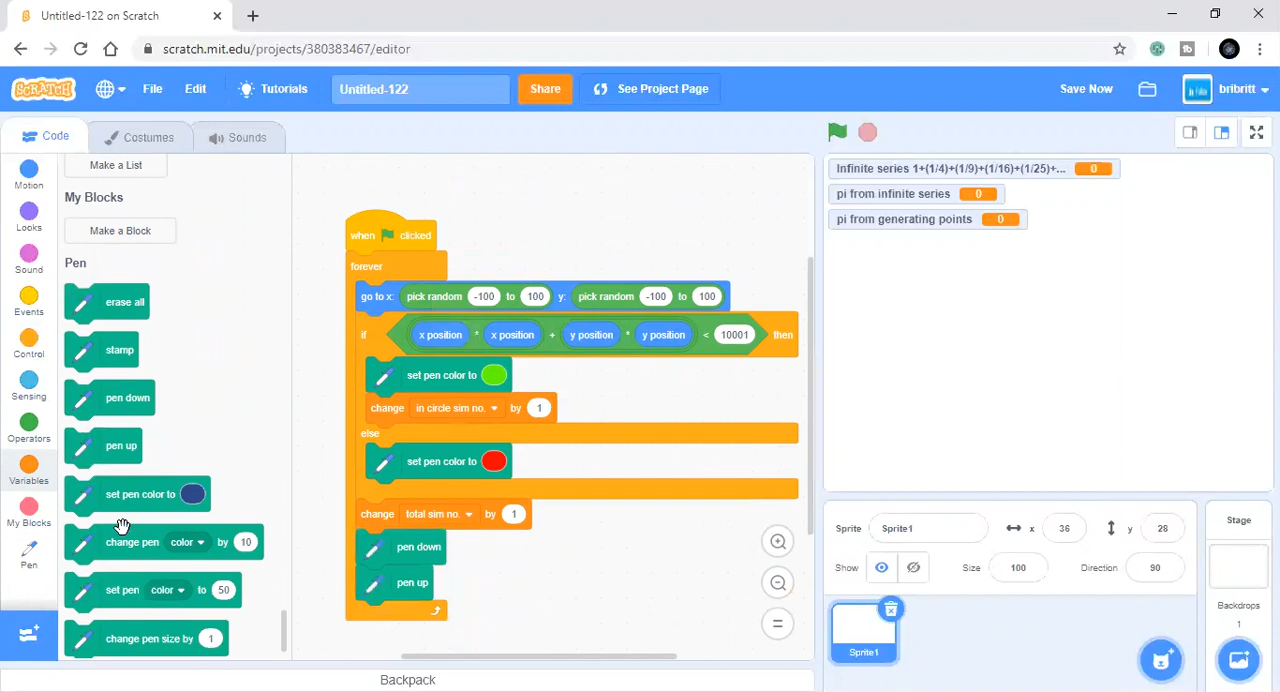 Untitled-122 on Scratch
scratch.mit.edu/projects/380383467/editor
SCRATCH File Edit Tutorials Untitled-122 Share See Project Page Save Now bribritt
Code Costumes Sounds
Motion
Looks
Sound
Events
Control
Sensing
Operators
Variables
My Blocks
Pen
Make a List
My Blocks
Make a Block
Pen
erase all
stamp
pen down
pen up
set pen color to
change pen color by 10
set pen color to 50
change pen size by 1
when clicked
forever
go to x: pick random -100 to 100 y: pick random -100 to 100
if x position * x position + y position * y position < 10001 then
set pen color to
change in circle sim no. by 1
else
set pen color to
change total sim no. by 1
pen down
pen up
Infinite series 1+(1/4)+(1/9)+(1/16)+(1/25)+... 0
pi from infinite series 0
pi from generating points 0
Sprite Sprite1 x 36 y 28
Show Size 100 Direction 90
Sprite1
Stage
Backdrops
1
Backpack